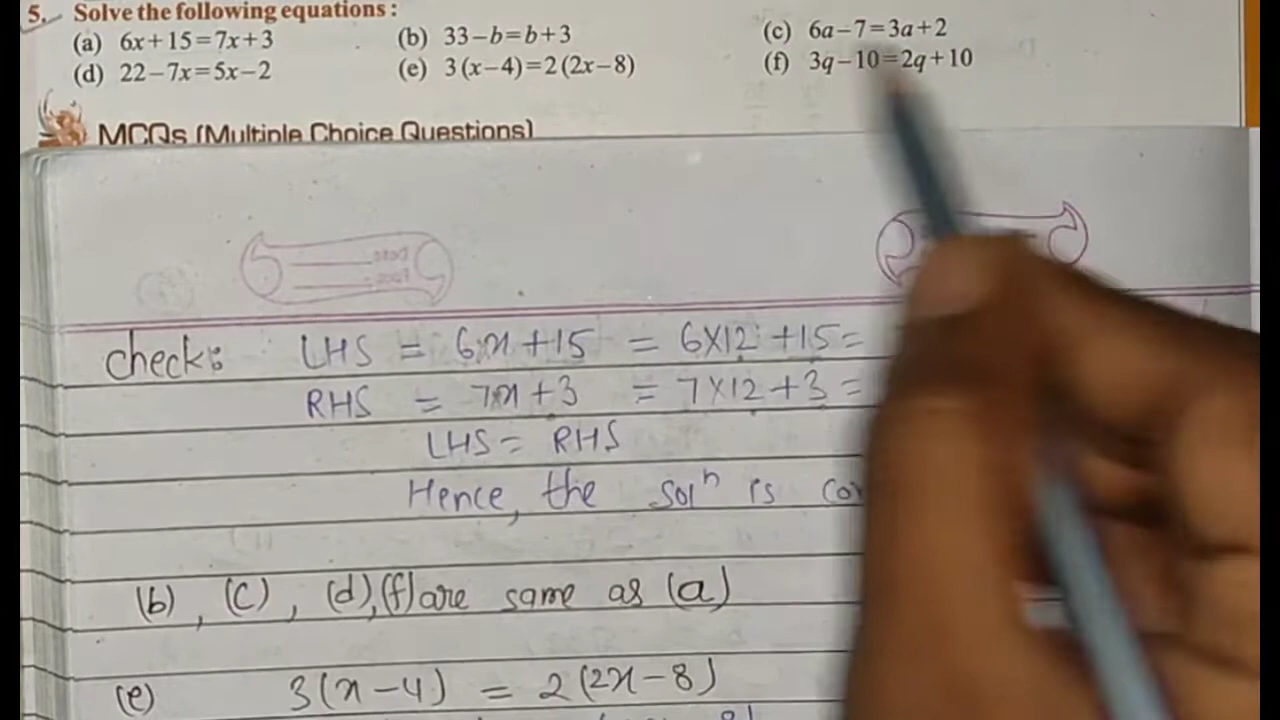 5. Solve the following equations :
(a) 6x+15=7x+3 (b) 33−b=b+3 (c) 6a−7=3a+2
(d) 22−7x=5x−2 (e) 3(x−4)=2(2x−8) (f) 3q−10=2q+10
MCQs (Multiple Choice Questions)
check: LHS = 6x+15 = 6×12+15=
RHS = 7x+3 = 7×12+3=
LHS = RHS
Hence, the solⁿ is
(b), (c), (d),(f)are same as (a)
(e) 3(x−4) = 2(2x−8)